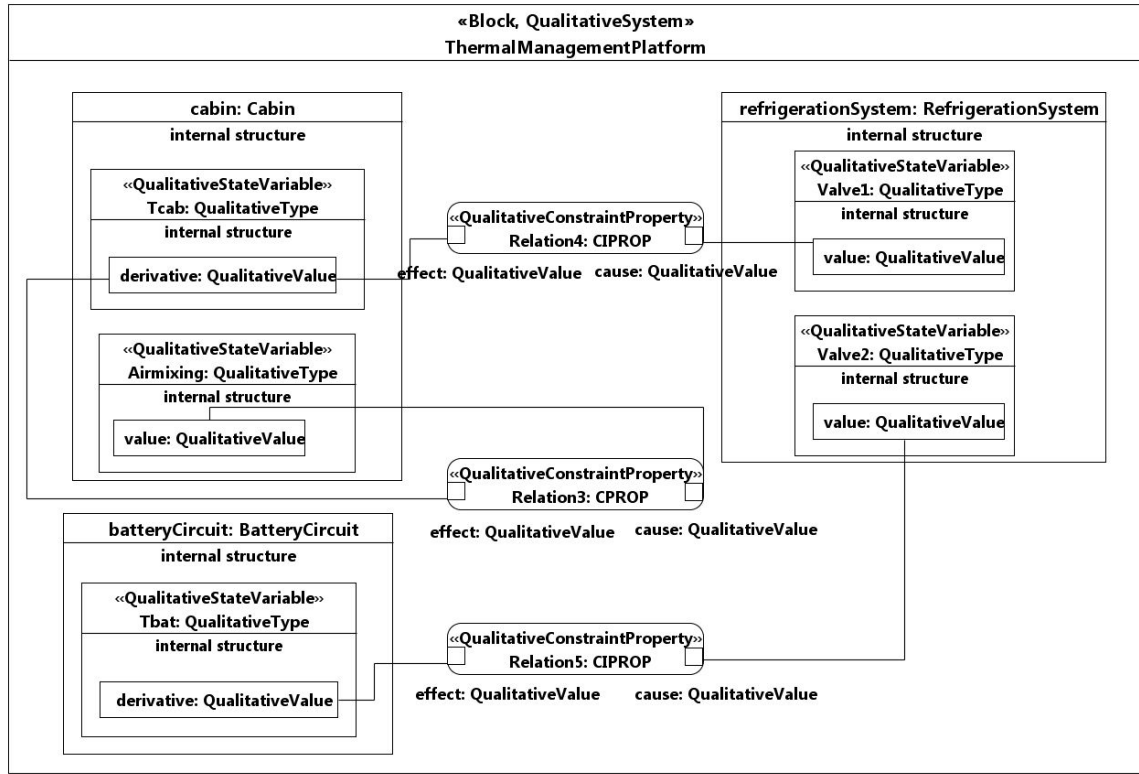 «Block, QualitativeSystem»
ThermalManagementPlatform
cabin: Cabin
internal structure
«QualitativeStateVariable»
Tcab: QualitativeType
internal structure
derivative: QualitativeValue
«QualitativeStateVariable»
Airmixing: QualitativeType
internal structure
value: QualitativeValue
«QualitativeConstraintProperty»
Relation4: CIPROP
effect: QualitativeValue
cause: QualitativeValue
refrigerationSystem: RefrigerationSystem
internal structure
«QualitativeStateVariable»
Valve1: QualitativeType
internal structure
value: QualitativeValue
«QualitativeStateVariable»
Valve2: QualitativeType
internal structure
value: QualitativeValue
«QualitativeConstraintProperty»
Relation3: CPROP
effect: QualitativeValue
cause: QualitativeValue
batteryCircuit: BatteryCircuit
internal structure
«QualitativeStateVariable»
Tbat: QualitativeType
internal structure
derivative: QualitativeValue
«QualitativeConstraintProperty»
Relation5: CIPROP
effect: QualitativeValue
cause: QualitativeValue